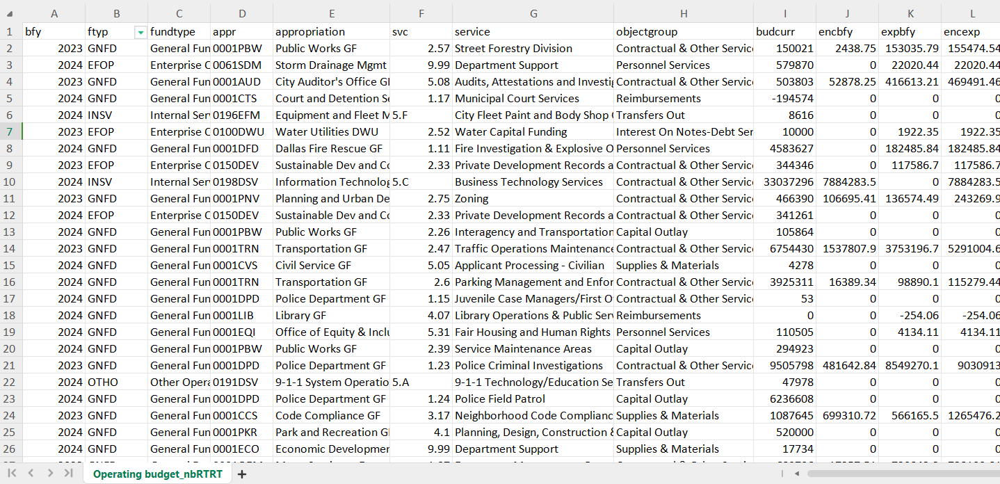 A B C D E F G H I J K L
1 bfy ftyp fundtype appr appropriation svc service objectgroup budcurr encbfy expbfy encexp
2 2023 GNFD General Fun 0001PBW Public Works GF 2.57 Street Forestry Division Contractual & Other Service 150021 2438.75 153035.79 155474.54
3 2024 EFOP Enterprise O 0061SDM Storm Drainage Mgmt 9.99 Department Support Personnel Services 579870 0 22020.44 22020.44
4 2023 GNFD General Fun 0001AUD City Auditor's Office G 5.08 Audits, Attestations and Investig Contractual & Other Service 503803 52878.25 416613.21 469491.46
5 2024 GNFD General Fun 0001CTS Court and Detention Se 1.17 Municipal Court Services Reimbursements -194574 0 0 0
6 2024 INSV Internal Ser 0196EFM Equipment and Fleet M 5.F City Fleet Paint and Body Shop Transfers Out 8616 0 0 0
7 2023 EFOP Enterprise O 0100DWU Water Utilities DWU 2.52 Water Capital Funding Interest On Notes-Debt Ser 10000 0 1922.35 1922.35
8 2024 GNFD General Fun 0001DFD Dallas Fire Rescue GF 1.11 Fire Investigation & Explosive O Personnel Services 4583627 0 182485.84 182485.84
9 2023 EFOP Enterprise O 0150DEV Sustainable Dev and Co 2.33 Private Development Records a Contractual & Other Service 344346 0 117586.7 117586.7
10 2024 INSV Internal Ser 0198DSV Information Technolog 5.C Business Technology Services Contractual & Other Service 33037296 7884283.5 0 7884283.5
11 2023 GNFD General Fun 0001PNV Planning and Urban De 2.75 Zoning Contractual & Other Service 466390 106695.41 136574.49 243269.9
12 2024 EFOP Enterprise O 0150DEV Sustainable Dev and Co 2.33 Private Development Records a Contractual & Other Service 341261 0 0 0
13 2024 GNFD General Fun 0001PBW Public Works GF 2.26 Interagency and Transportation Capital Outlay 105864 0 0 0
14 2023 GNFD General Fun 0001TRN Transportation GF 2.47 Traffic Operations Maintenance Contractual & Other Service 6754430 1537807.9 3753196.7 5291004.6
15 2024 GNFD General Fun 0001CVS Civil Service GF 5.05 Applicant Processing - Civilian Supplies & Materials 4278 0 0 0
16 2024 GNFD General Fun 0001TRN Transportation GF 2.6 Parking Management and Enfor Contractual & Other Service 3925311 16389.34 98890.1 115279.44
17 2024 GNFD General Fun 0001DPD Police Department GF 1.15 Juvenile Case Managers/First O Contractual & Other Service 53 0 0 0
18 2024 GNFD General Fun 0001LIB Library GF 4.07 Library Operations & Public Serv Reimbursements 0 0 -254.06 -254.06
19 2024 GNFD General Fun 0001EQI Office of Equity & Inclu 5.31 Fair Housing and Human Rights Personnel Services 110505 0 4134.11 4134.11
20 2024 GNFD General Fun 0001PBW Public Works GF 2.39 Service Maintenance Areas Capital Outlay 294923 0 0 0
21 2023 GNFD General Fun 0001DPD Police Department GF 1.23 Police Criminal Investigations Contractual & Other Service 9505798 481642.84 8549270.1 9030913
22 2024 OTHO Other Opera 0191DSV 9-1-1 System Operatio 5.A 9-1-1 Technology/Education Se Transfers Out 47978 0 0 0
23 2024 GNFD General Fun 0001DPD Police Department GF 1.24 Police Field Patrol Capital Outlay 6236608 0 0 0
24 2023 GNFD General Fun 0001CCS Code Compliance GF 3.17 Neighborhood Code Complianc Supplies & Materials 1087645 699310.72 566165.5 1265476.2
25 2024 GNFD General Fun 0001PKR Park and Recreation G 4.1 Planning, Design, Construction & Capital Outlay 520000 0 0 0
26 2024 GNFD General Fun 0001ECO Economic Developmer 9.99 Department Support Supplies & Materials 17734 0 0 0
Operating budget_nbRTRT